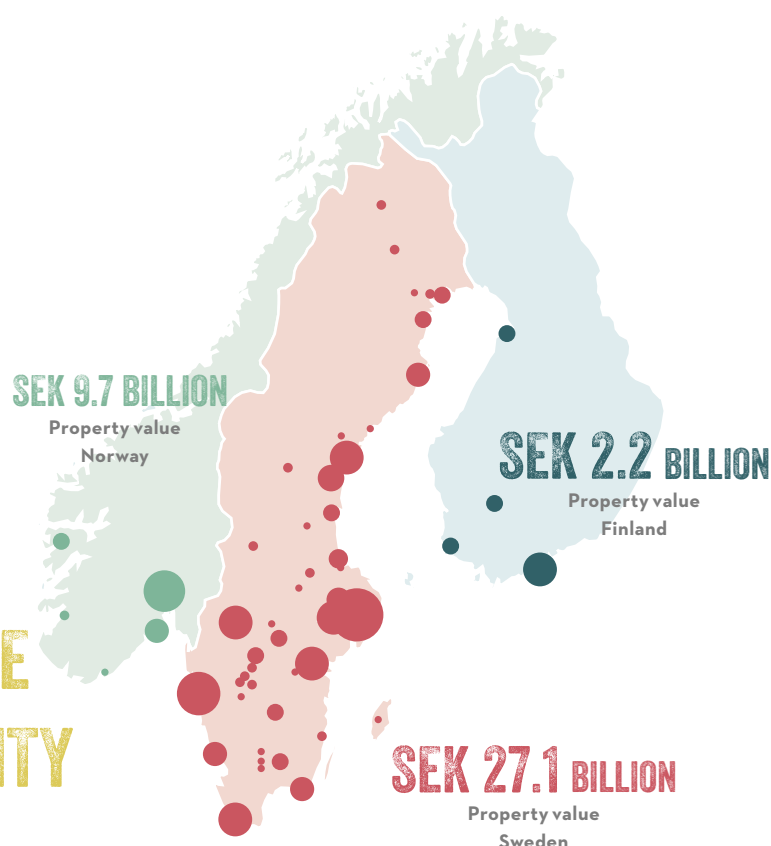 SEK 9.7 BILLION
Property value
Norway
SEK 2.2 BILLION
Property value
Finland
E
ITY
SEK 27.1 BILLION
Property value
Sweden